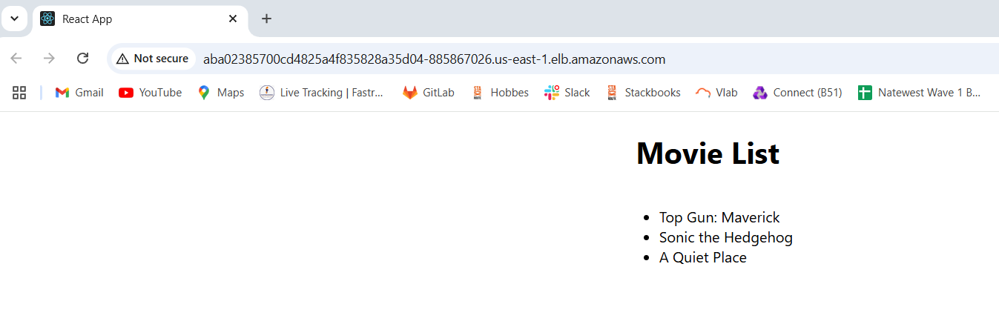 React App
Not secure
aba02385700cd4825a4f835828a35d04-885867026.us-east-1.elb.amazonaws.com
Gmail YouTube Maps Live Tracking | Fastr... GitLab Hobbes Slack Stackbooks Vlab Connect (B51) Natewest Wave 1 B...
Movie List
• Top Gun: Maverick
• Sonic the Hedgehog
• A Quiet Place